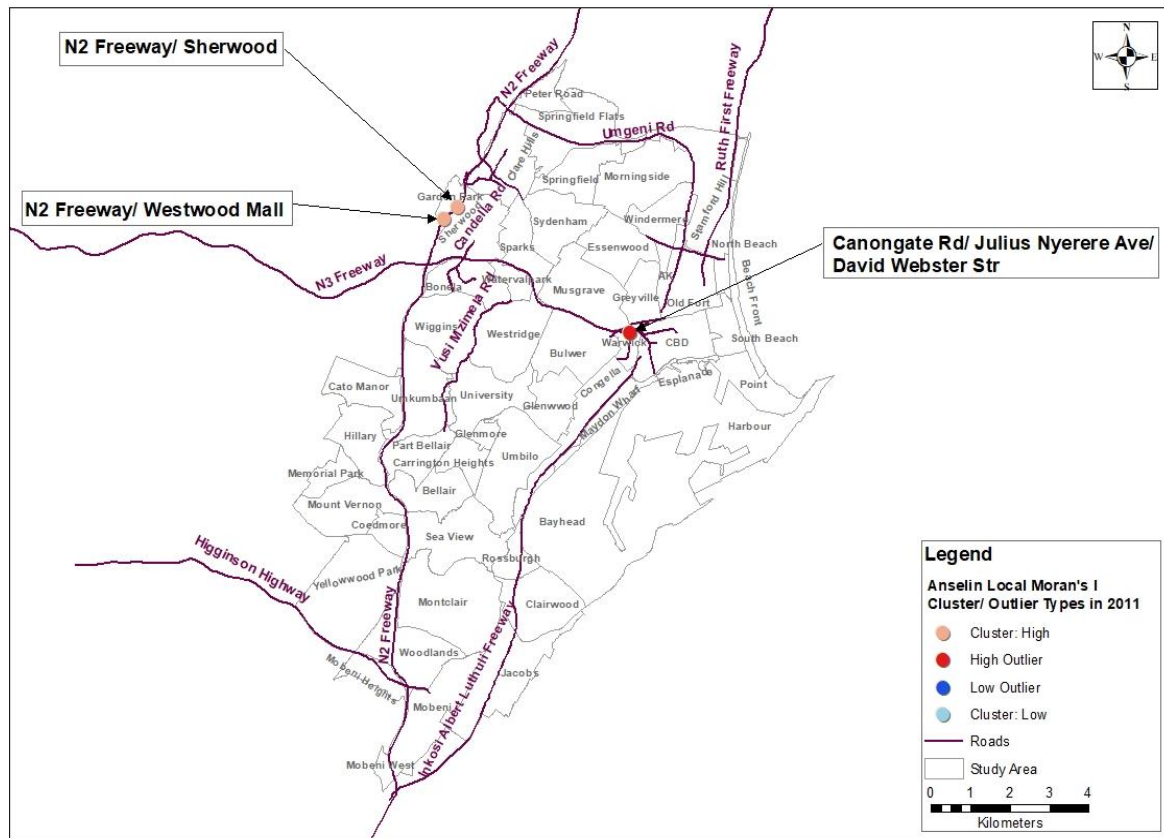 N2 Freeway/ Sherwood
N2 Freeway/ Westwood Mall
Canongate Rd/ Julius Nyerere Ave/
David Webster Str
N
W
E
S
N2 Freeway
Peter Road
Springfield Flats
Umgeni Rd
Ruth First Freeway
Clare Hills
Springfield
Morningside
Garden Park
Sherwood
Candella Rd
Sydenham
Windermere
Stamford Hill
North Beach
Sparks
Essenwood
N3 Freeway
Bonela
Watervalpark
Musgrave
Greyville
AK
Old Fort
Beach Front
Wiggins
Vusi Mzimela Rd
Westridge
Bulwer
Warwick
CBD
South Beach
Congella
Esplanade
Point
Cato Manor
Umkumbaan
University
Glenwwod
Maydon Wharf
Harbour
Hillary
Part Bellair
Glenmore
Carrington Heights
Umbilo
Memorial Park
Bellair
Mount Vernon
Coedmore
Sea View
Bayhead
Rossburgh
Higginson Highway
Yellowwood Park
Montclair
Clairwood
N2 Freeway
Woodlands
Mobeni Heights
Jacobs
Mobeni
Inkosi Albert Luthuli Freeway
Mobeni West
Legend
Anselin Local Moran's I
Cluster/ Outlier Types in 2011
Cluster: High
High Outlier
Low Outlier
Cluster: Low
Roads
Study Area
0 1 2 3 4
Kilometers